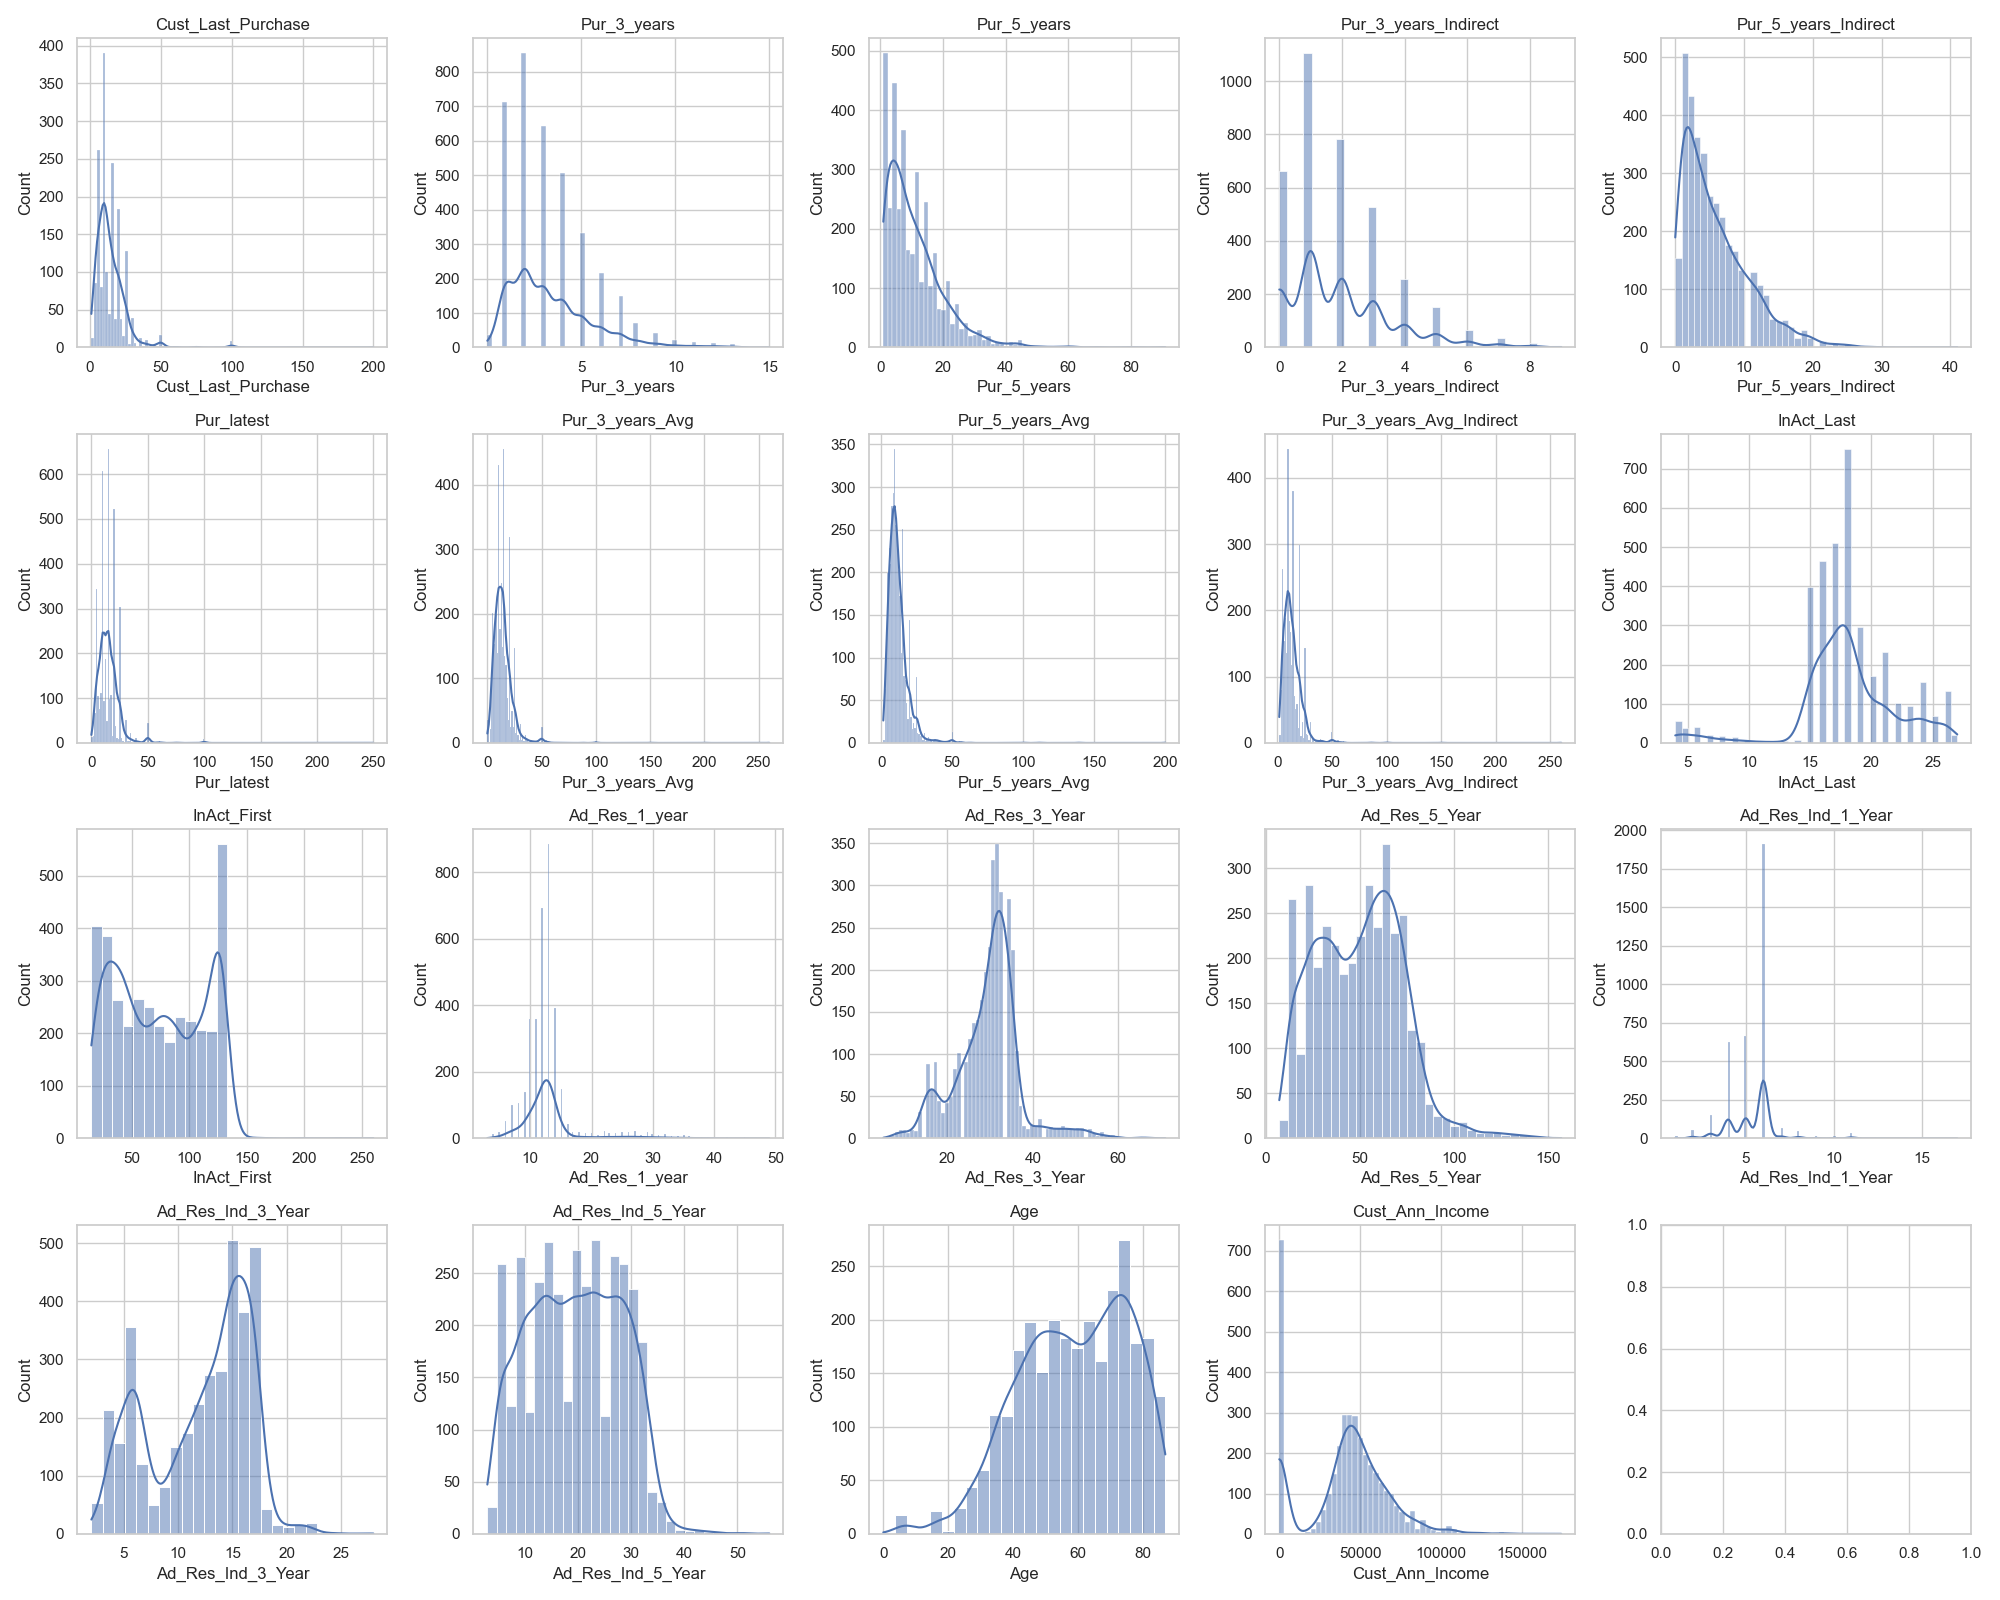 Cust_Last_Purchase
400
350
300
250
200
150
100
50
0
Count
0 50 100 150 200
Cust_Last_Purchase
Pur_3_years
800
700
600
500
400
300
200
100
0
Count
0 5 10 15
Pur_3_years
Pur_5_years
500
400
300
200
100
0
Count
0 20 40 60 80
Pur_5_years
Pur_3_years_Indirect
1000
800
600
400
200
0
Count
0 2 4 6 8
Pur_3_years_Indirect
Pur_5_years_Indirect
500
400
300
200
100
0
Count
0 10 20 30 40
Pur_5_years_Indirect
Pur_latest
600
500
400
300
200
100
0
Count
0 50 100 150 200 250
Pur_latest
Pur_3_years_Avg
400
300
200
100
0
Count
0 50 100 150 200 250
Pur_3_years_Avg
Pur_5_years_Avg
350
300
250
200
150
100
50
0
Count
0 50 100 150 200
Pur_5_years_Avg
Pur_3_years_Avg_Indirect
400
300
200
100
0
Count
0 50 100 150 200 250
Pur_3_years_Avg_Indirect
InAct_Last
700
600
500
400
300
200
100
0
Count
5 10 15 20 25
InAct_Last
InAct_First
500
400
300
200
100
0
Count
50 100 150 200 250
InAct_First
Ad_Res_1_year
800
600
400
200
0
Count
10 20 30 40 50
Ad_Res_1_year
Ad_Res_3_Year
350
300
250
200
150
100
50
0
Count
20 40 60
Ad_Res_3_Year
Ad_Res_5_Year
300
250
200
150
100
50
0
Count
0 50 100 150
Ad_Res_5_Year
Ad_Res_Ind_1_Year
2000
1750
1500
1250
1000
750
500
250
0
Count
5 10 15
Ad_Res_Ind_1_Year
Ad_Res_Ind_3_Year
500
400
300
200
100
0
Count
5 10 15 20 25
Ad_Res_Ind_3_Year
Ad_Res_Ind_5_Year
250
200
150
100
50
0
Count
10 20 30 40 50
Ad_Res_Ind_5_Year
Age
250
200
150
100
50
0
Count
0 20 40 60 80
Age
Cust_Ann_Income
700
600
500
400
300
200
100
0
Count
0 50000 100000 150000
Cust_Ann_Income
1.0
0.8
0.6
0.4
0.2
0.0
0.0 0.2 0.4 0.6 0.8 1.0